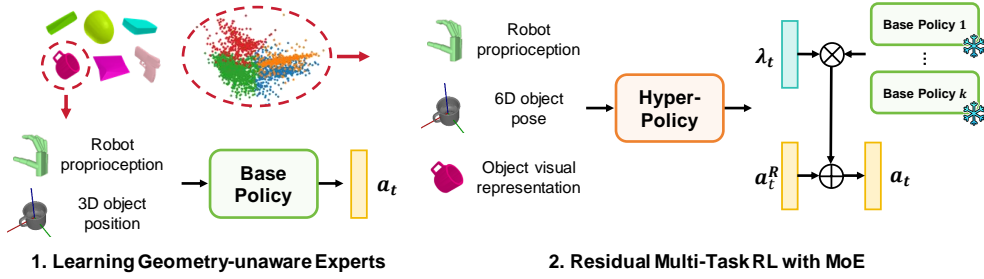 Robot
proprioception
3D object
position
Base
Policy
a_t
1. Learning Geometry-unaware Experts
Robot
proprioception
6D object
pose
Object visual
representation
Hyper-
Policy
λ_t
Base Policy 1
⋮
Base Policy k
a_t^R
a_t
2. Residual Multi-Task RL with MoE